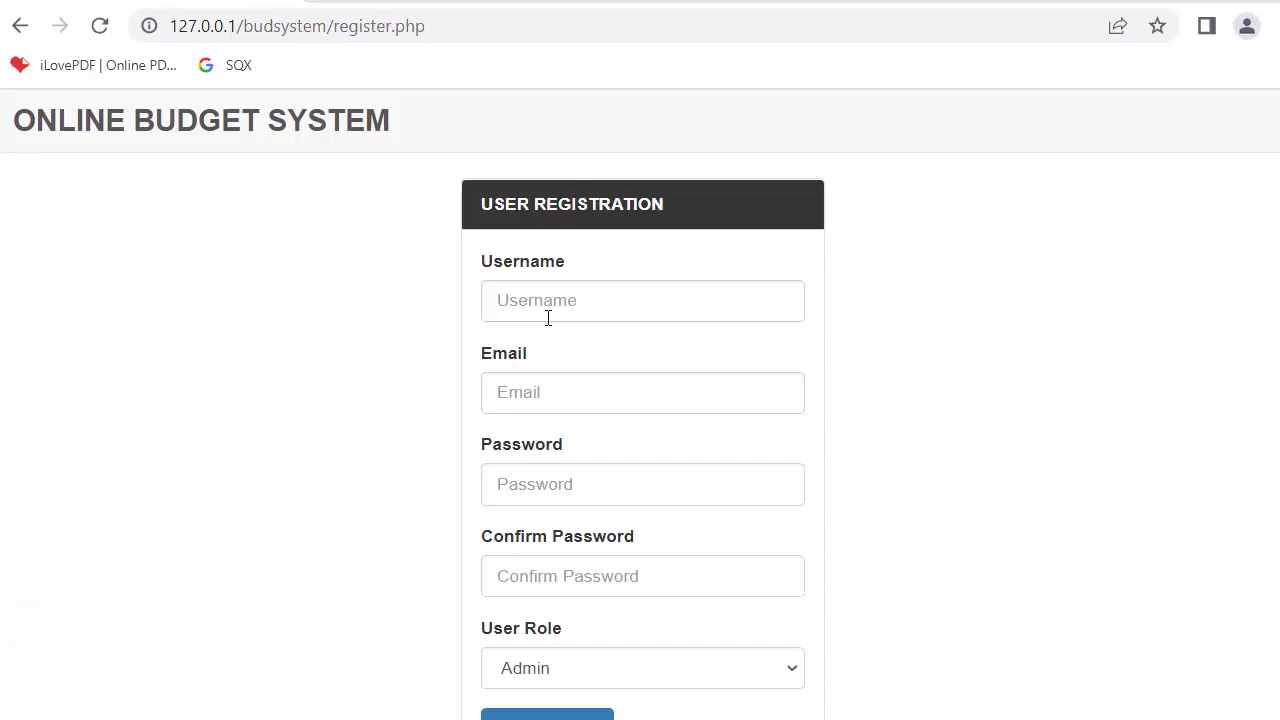 127.0.0.1/budsystem/register.php
iLovePDF | Online PD... SQX
ONLINE BUDGET SYSTEM
USER REGISTRATION
Username
Username
Email
Email
Password
Password
Confirm Password
Confirm Password
User Role
Admin